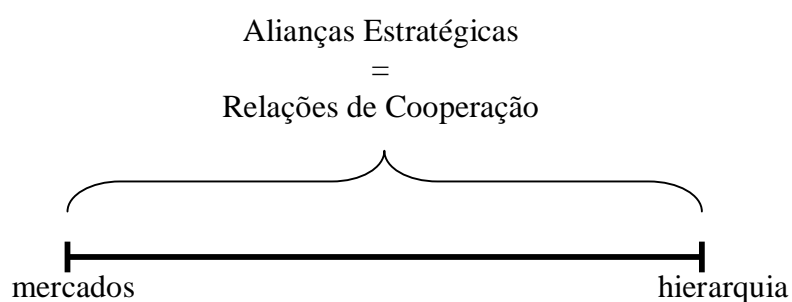 Alianças Estratégicas
=
Relações de Cooperação
mercados hierarquia